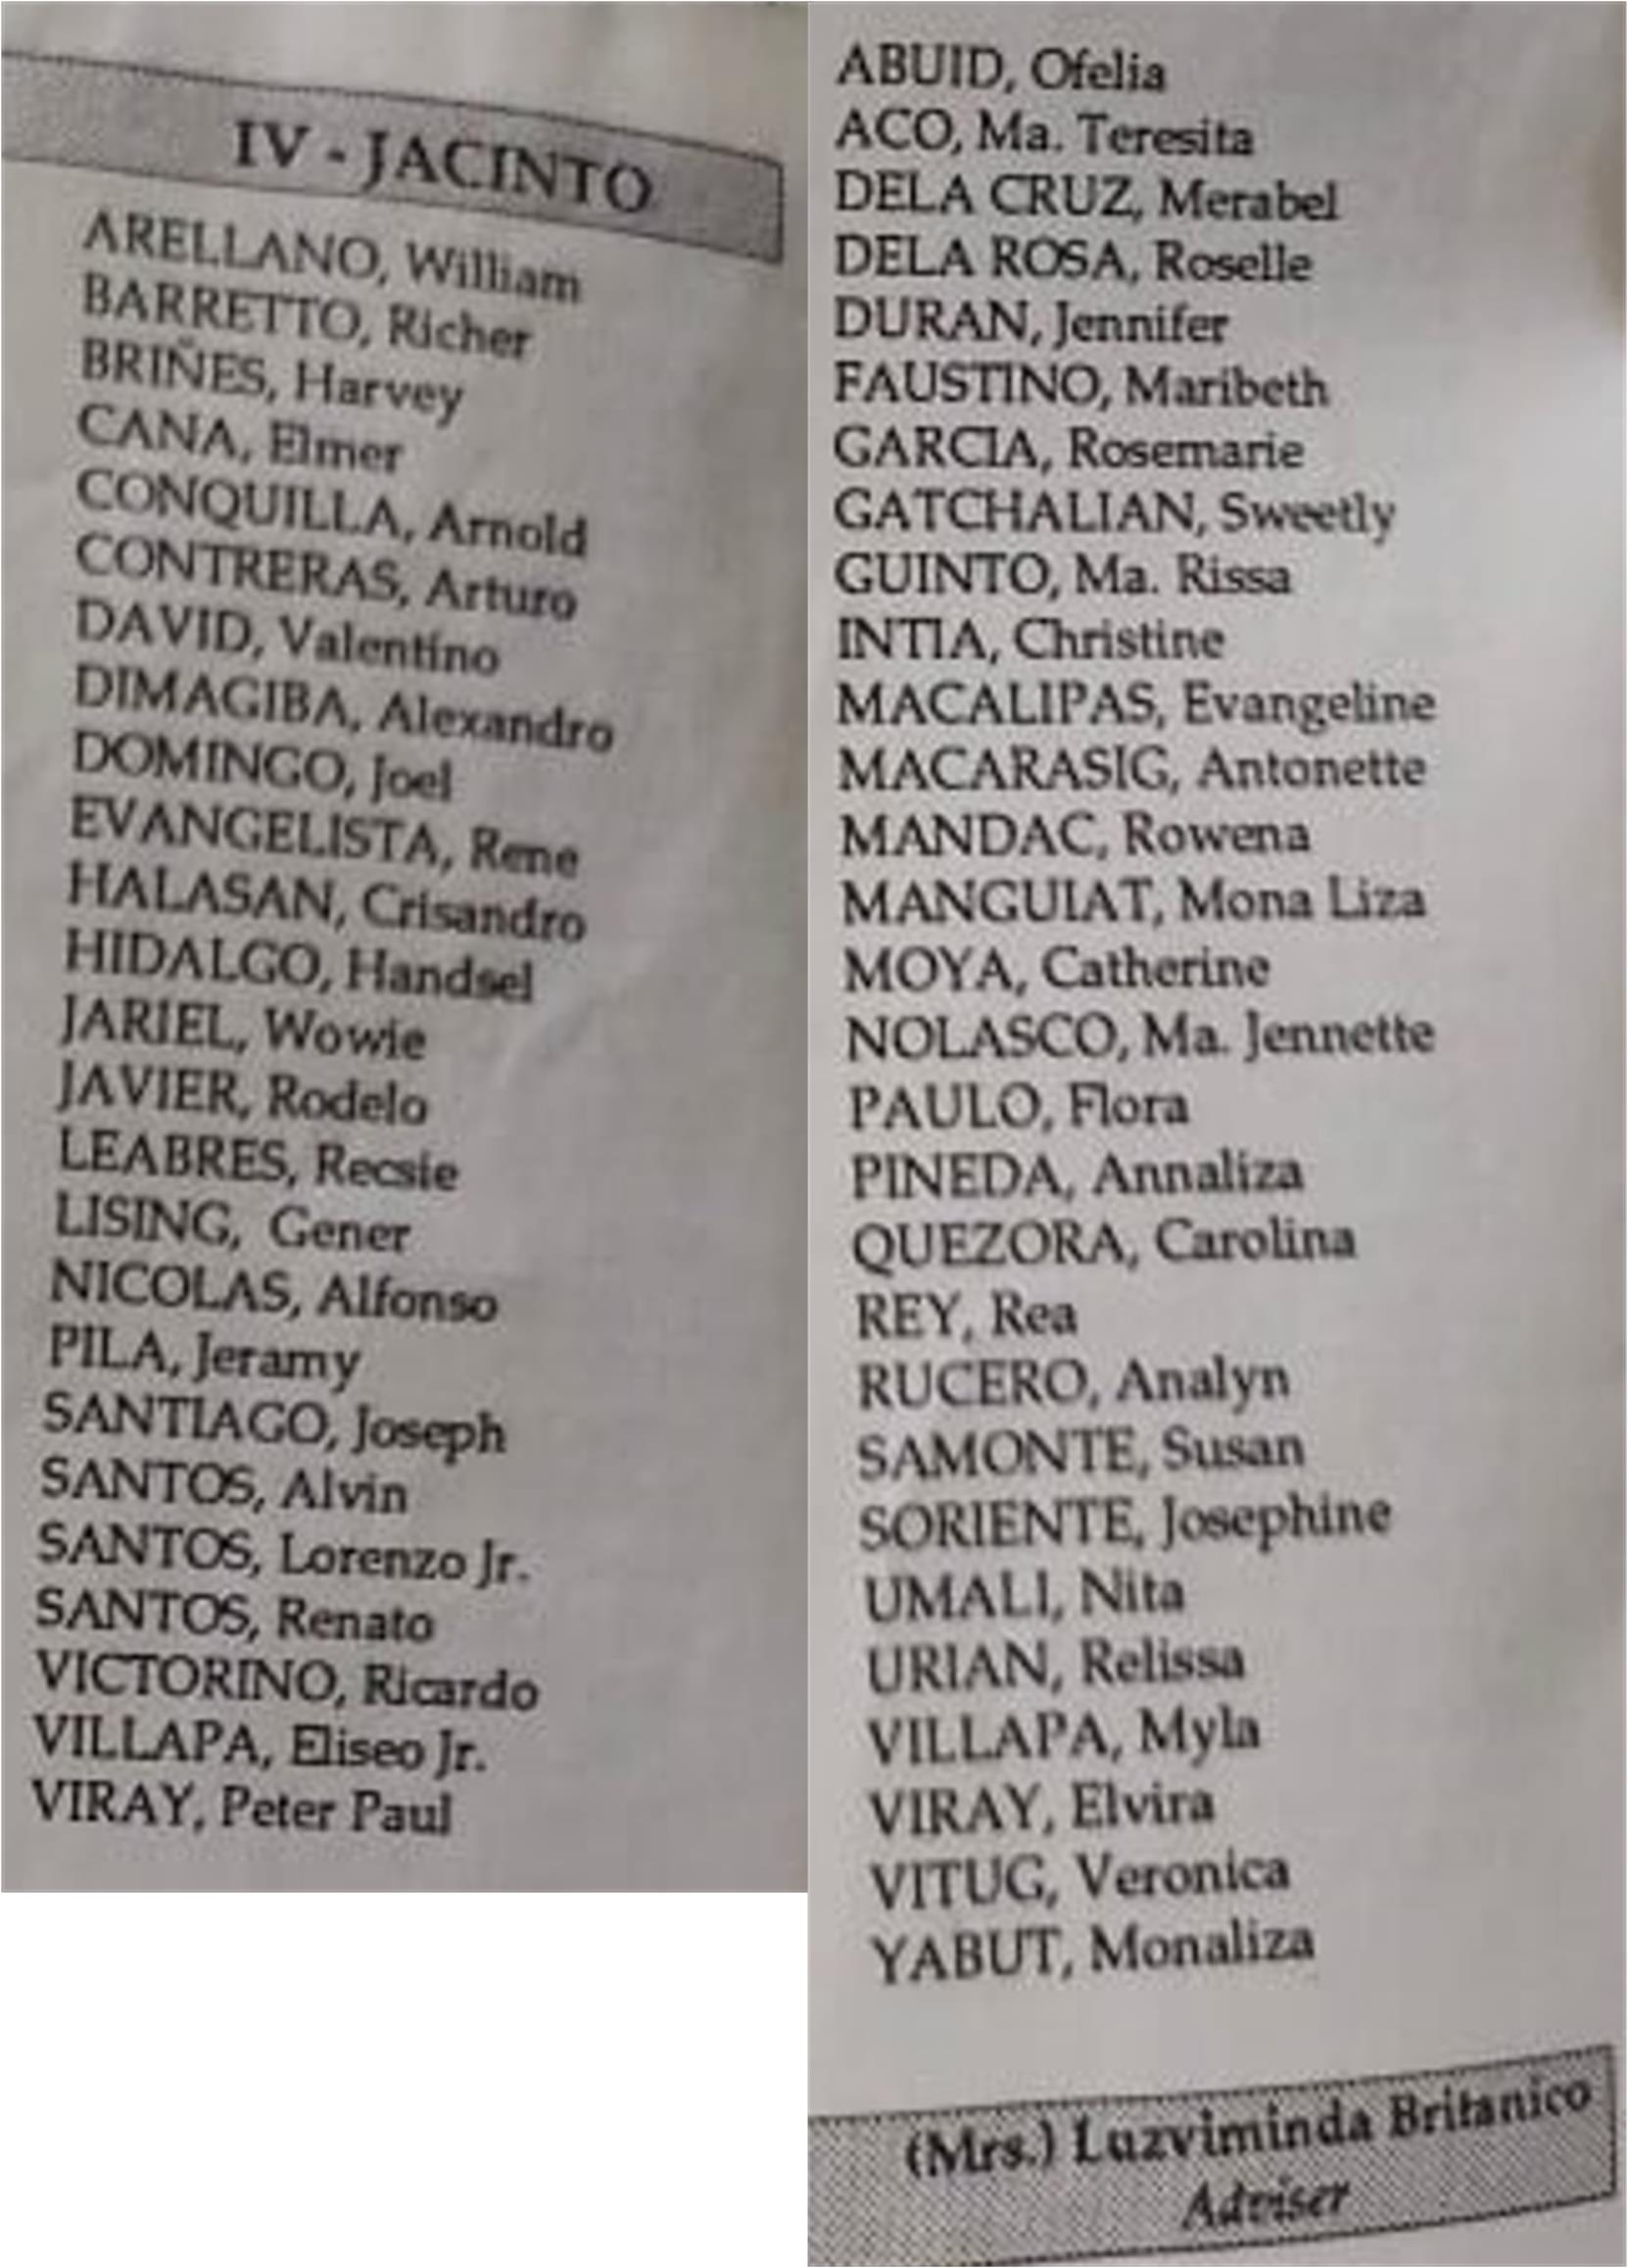 IV - JACINTO
ARELLANO, William
BARRETTO, Richer
BRIÑES, Harvey
CANA, Elmer
CONQUILLA, Arnold
CONTRERAS, Arturo
DAVID, Valentino
DIMAGIBA, Alexandro
DOMINGO, Joel
EVANGELISTA, Rene
HALASAN, Crisandro
HIDALGO, Handsel
JARIEL, Wowie
JAVIER, Rodelo
LEABRES, Recsie
LISING, Gener
NICOLAS, Alfonso
PILA, Jeramy
SANTIAGO, Joseph
SANTOS, Alvin
SANTOS, Lorenzo Jr.
SANTOS, Renato
VICTORINO, Ricardo
VILLAPA, Eliseo Jr.
VIRAY, Peter Paul
ABUID, Ofelia
ACO, Ma. Teresita
DELA CRUZ, Merabel
DELA ROSA, Roselle
DURAN, Jennifer
FAUSTINO, Maribeth
GARCIA, Rosemarie
GATCHALIAN, Sweetly
GUINTO, Ma. Rissa
INTIA, Christine
MACALIPAS, Evangeline
MACARASIG, Antonette
MANDAC, Rowena
MANGUIAT, Mona Liza
MOYA, Catherine
NOLASCO, Ma. Jennette
PAULO, Flora
PINEDA, Annaliza
QUEZORA, Carolina
REY, Rea
RUCERO, Analyn
SAMONTE, Susan
SORIENTE, Josephine
UMALI, Nita
URIAN, Relissa
VILLAPA, Myla
VIRAY, Elvira
VITUG, Veronica
YABUT, Monaliza
(Mrs.) Luzviminda Britanico
Adviser